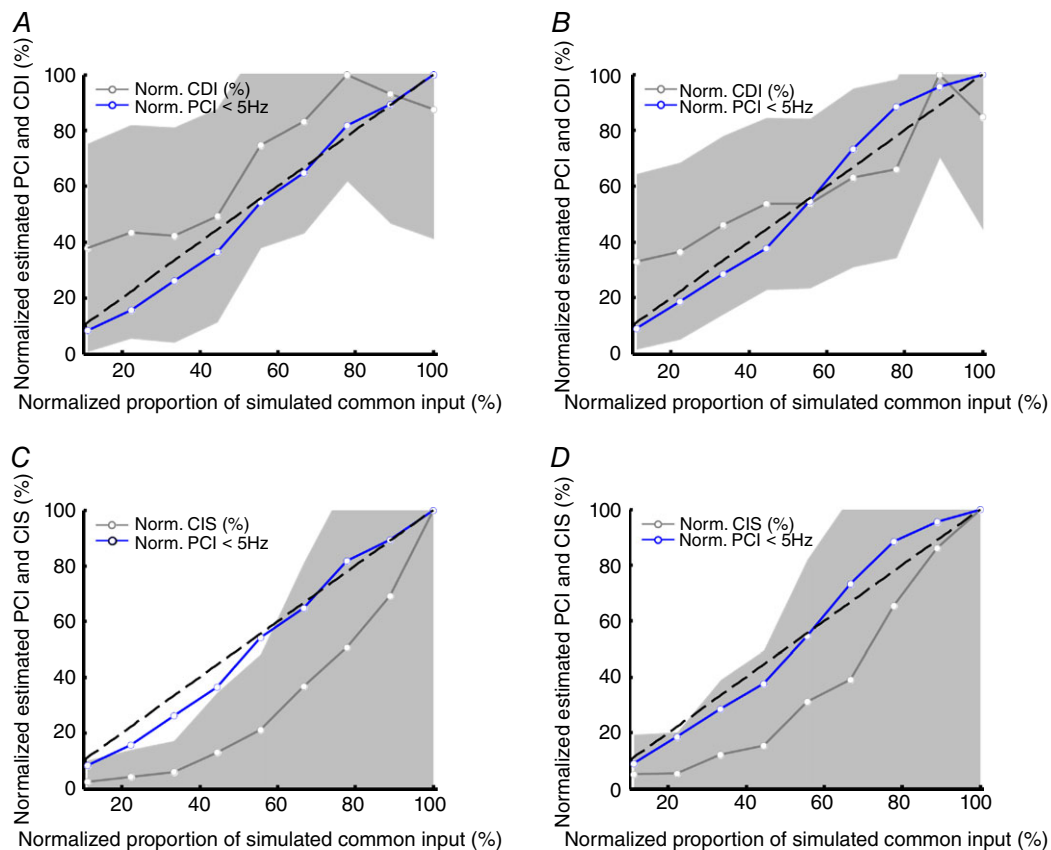 A
Normalized estimated PCI and CDI (%)
100
80
60
40
20
0
Norm. CDI (%)
Norm. PCI < 5Hz
20 40 60 80 100
Normalized proportion of simulated common input (%)
B
Normalized estimated PCI and CDI (%)
100
80
60
40
20
0
Norm. CDI (%)
Norm. PCI < 5Hz
20 40 60 80 100
Normalized proportion of simulated common input (%)
C
Normalized estimated PCI and CIS (%)
100
80
60
40
20
0
Norm. CIS (%)
Norm. PCI < 5Hz
20 40 60 80 100
Normalized proportion of simulated common input (%)
D
Normalized estimated PCI and CIS (%)
100
80
60
40
20
0
Norm. CIS (%)
Norm. PCI < 5Hz
20 40 60 80 100
Normalized proportion of simulated common input (%)